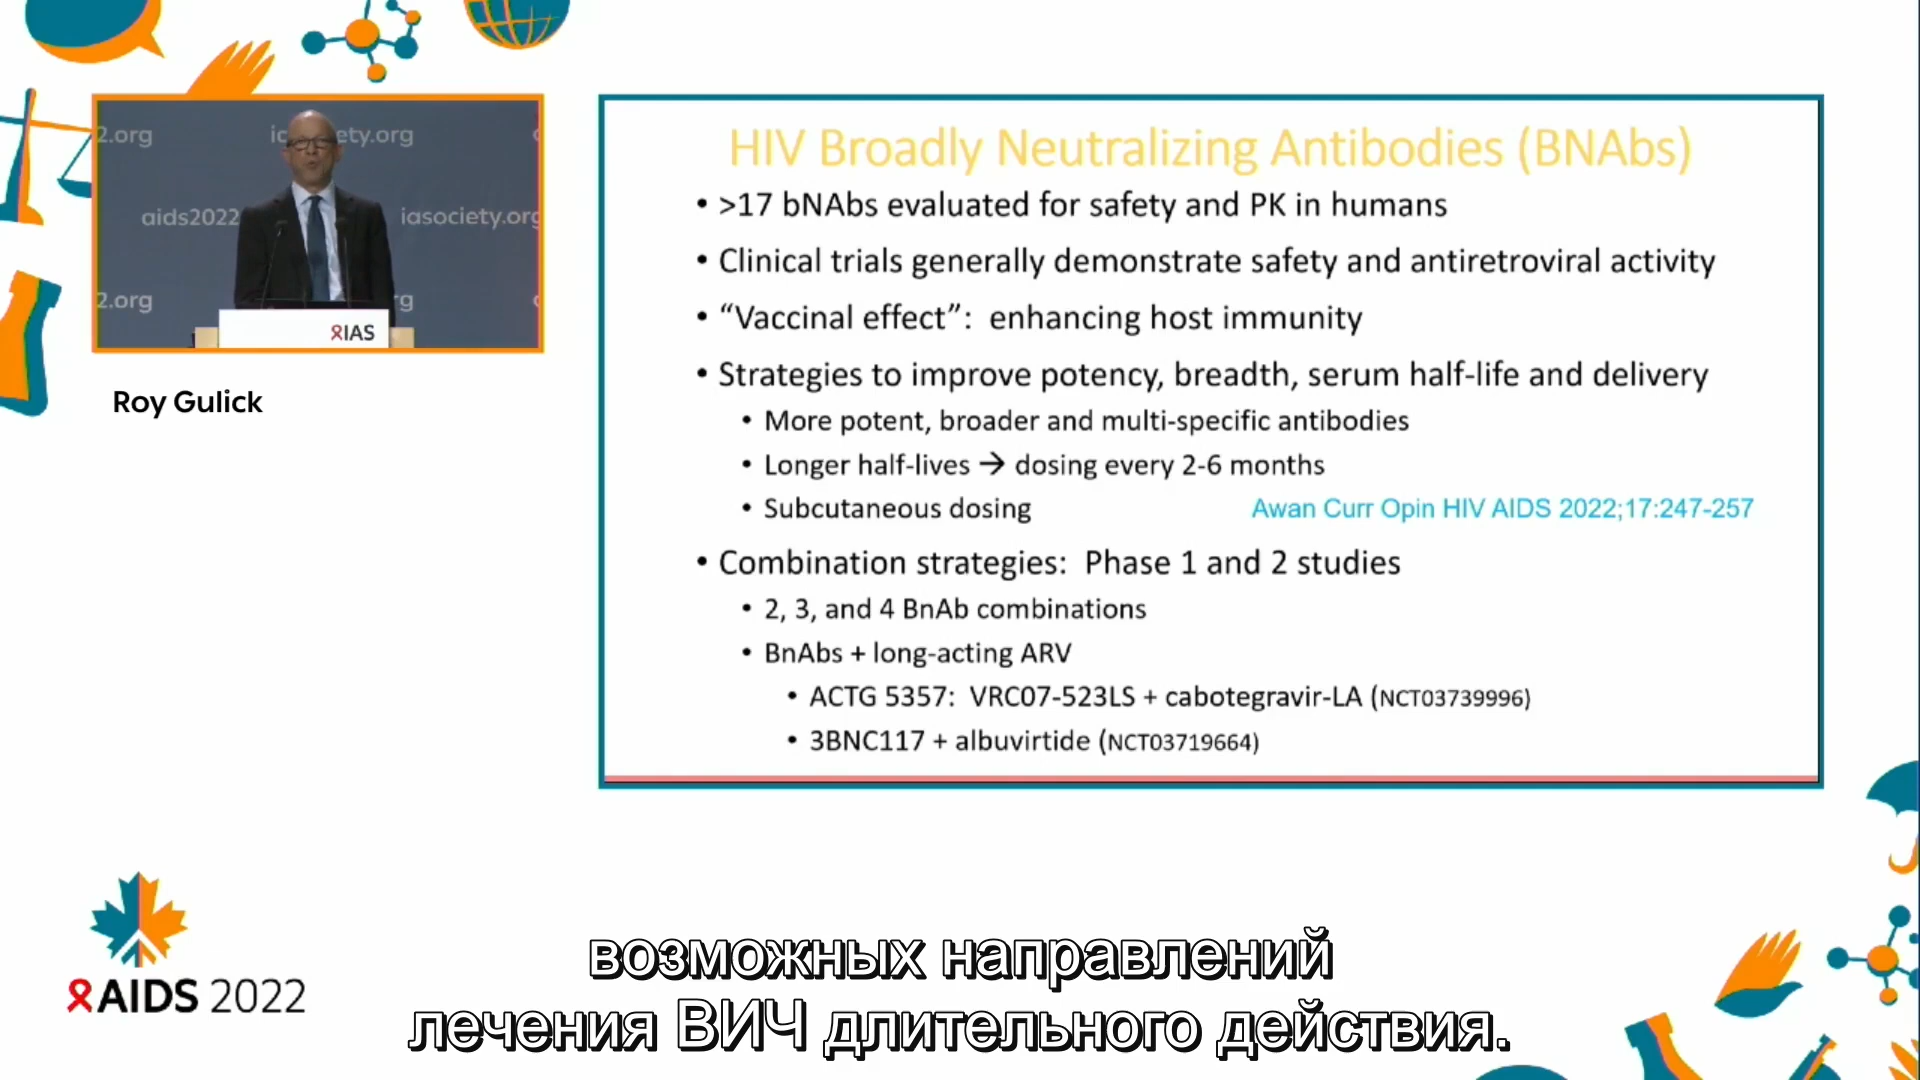 2.org
icsociety.org
aids2022
iasociety.org
2.org
rg
IAS
Roy Gulick
HIV Broadly Neutralizing Antibodies (BNAbs)
• >17 bNAbs evaluated for safety and PK in humans
• Clinical trials generally demonstrate safety and antiretroviral activity
• “Vaccinal effect”: enhancing host immunity
• Strategies to improve potency, breadth, serum half-life and delivery
• More potent, broader and multi-specific antibodies
• Longer half-lives → dosing every 2-6 months
• Subcutaneous dosing
Awan Curr Opin HIV AIDS 2022;17:247-257
• Combination strategies: Phase 1 and 2 studies
• 2, 3, and 4 BnAb combinations
• BnAbs + long-acting ARV
• ACTG 5357: VRC07-523LS + cabotegravir-LA (NCT03739996)
• 3BNC117 + albuvirtide (NCT03719664)
AIDS 2022
возможных направлений
лечения ВИЧ длительного действия.